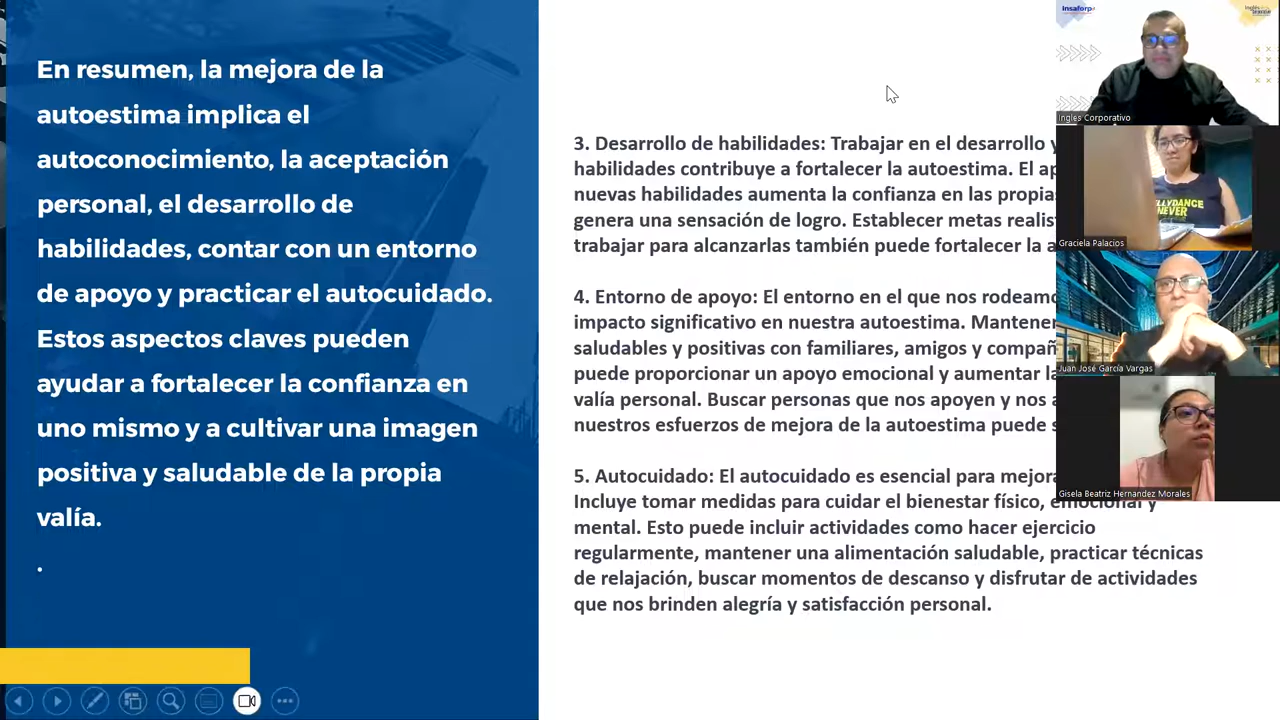 En resumen, la mejora de la
autoestima implica el
autoconocimiento, la aceptación
personal, el desarrollo de
habilidades, contar con un entorno
de apoyo y practicar el autocuidado.
Estos aspectos claves pueden
ayudar a fortalecer la confianza en
uno mismo y a cultivar una imagen
positiva y saludable de la propia
valía.
.
3. Desarrollo de habilidades: Trabajar en el desarrollo y
habilidades contribuye a fortalecer la autoestima. El
nuevas habilidades aumenta la confianza en las propias
genera una sensación de logro. Establecer metas
trabajar para alcanzarlas también puede fortalecer la
4. Entorno de apoyo: El entorno en el que nos
impacto significativo en nuestra autoestima. Mantener
saludables y positivas con familiares, amigos y
puede proporcionar un apoyo emocional y aumentar
valía personal. Buscar personas que nos apoyen y nos
nuestros esfuerzos de mejora de la autoestima puede
5. Autocuidado: El autocuidado es esencial para
Incluye tomar medidas para cuidar el bienestar físico, emocional y
mental. Esto puede incluir actividades como hacer ejercicio
regularmente, mantener una alimentación saludable, practicar técnicas
de relajación, buscar momentos de descanso y disfrutar de actividades
que nos brinden alegría y satisfacción personal.
insaforp
Ingles Corporativo
NEVER
Graciela Palacios
Juan José García Vargas
Gisela Beatriz Hernandez Morales